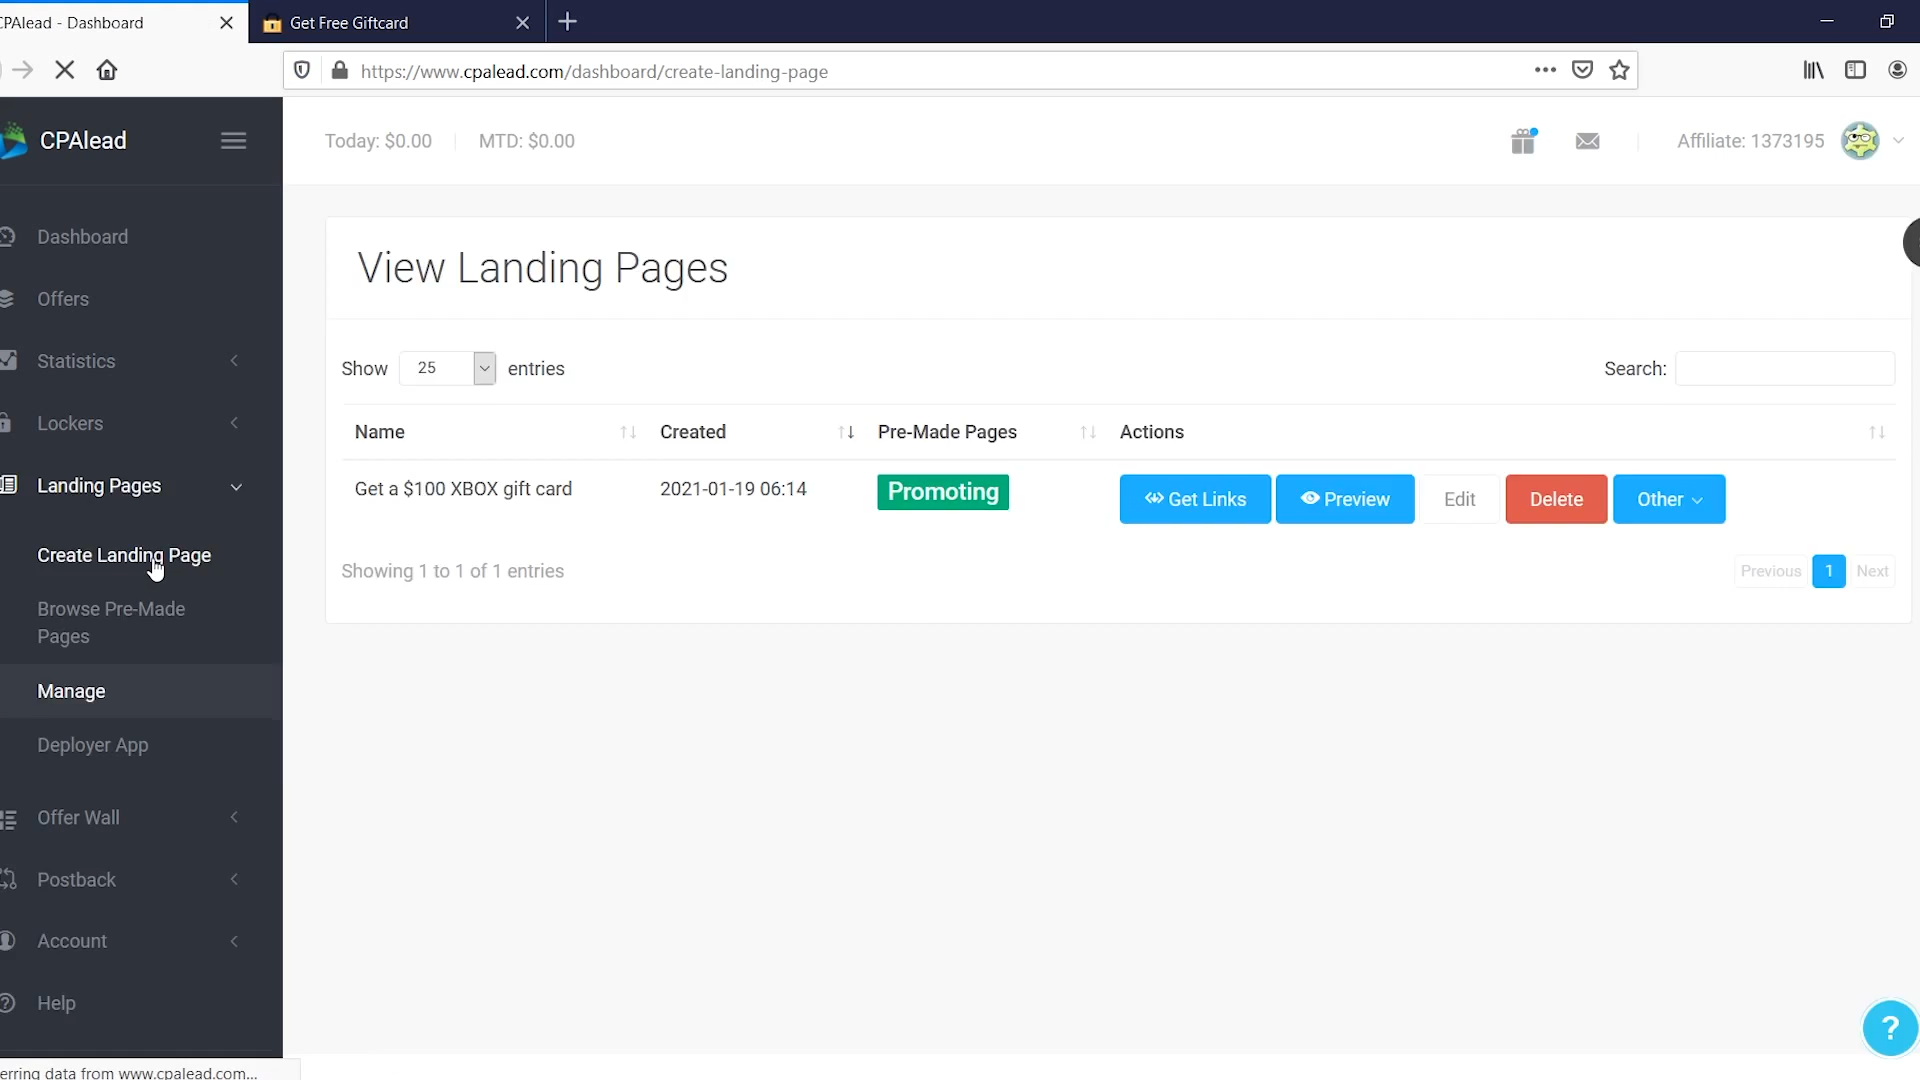 CPAlead - Dashboard
Get Free Giftcard
https://www.cpalead.com/dashboard/create-landing-page
CPAlead
Today: $0.00
MTD: $0.00
Affiliate: 1373195
Dashboard
Offers
Statistics
Lockers
Landing Pages
Create Landing Page
Browse Pre-Made
Pages
Manage
Deployer App
Offer Wall
Postback
Account
Help
View Landing Pages
Show 25 entries
Search:
Name Created Pre-Made Pages Actions
Get a $100 XBOX gift card 2021-01-19 06:14 Promoting Get Links Preview Edit Delete Other
Showing 1 to 1 of 1 entries
Previous 1 Next
?
erring data from www.cpalead.com...